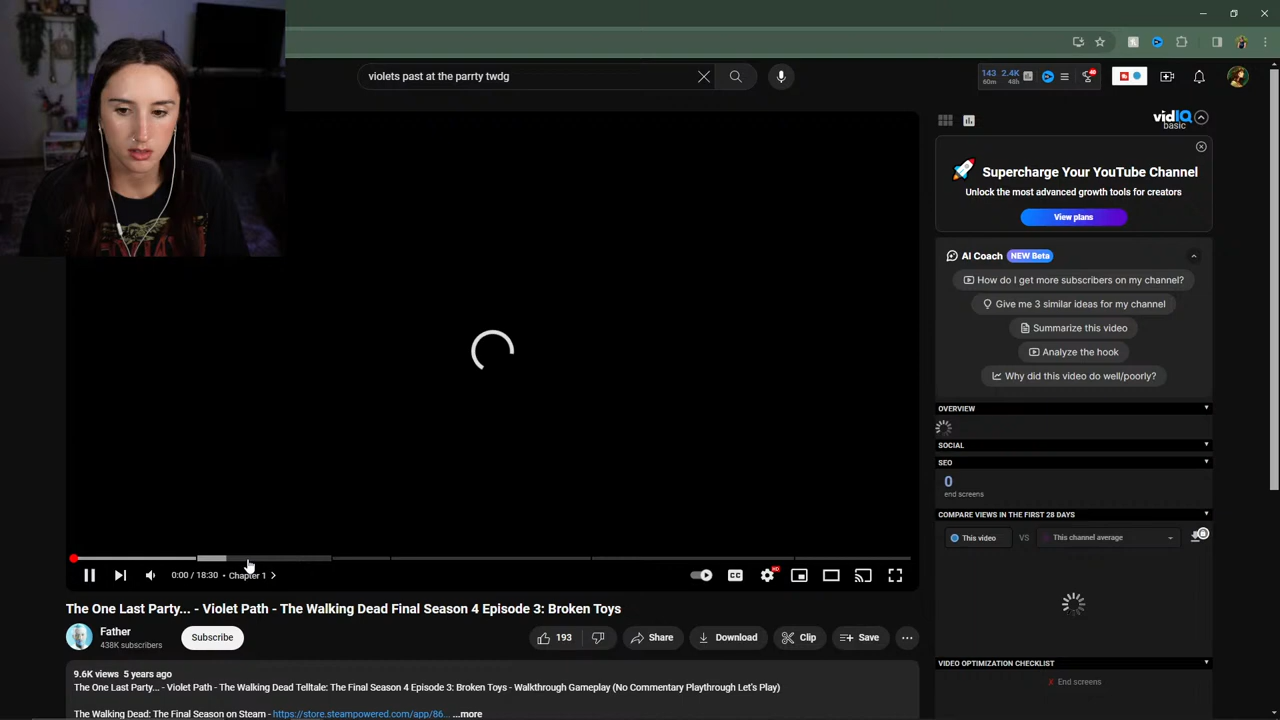 violets past at the parrty twdg
143
60m
2.4K
48h
vidIQ
basic
Supercharge Your YouTube Channel
Unlock the most advanced growth tools for creators
View plans
AI Coach
NEW Beta
How do I get more subscribers on my channel?
Give me 3 similar ideas for my channel
Summarize this video
Analyze the hook
Why did this video do well/poorly?
OVERVIEW
SOCIAL
SEO
0
end screens
COMPARE VIEWS IN THE FIRST 28 DAYS
This video VS This channel average
VIDEO OPTIMIZATION CHECKLIST
✗ End screens
0:00 / 18:30 • Chapter 1
CC
HD
The One Last Party... - Violet Path - The Walking Dead Final Season 4 Episode 3: Broken Toys
Father
438K subscribers
Subscribe
193
Share
Download
Clip
Save
9.6K views 5 years ago
The One Last Party... - Violet Path - The Walking Dead Telltale: The Final Season 4 Episode 3: Broken Toys - Walkthrough Gameplay (No Commentary Playthrough Let's Play)
The Walking Dead: The Final Season on Steam - https://store.steampowered.com/app/86... ...more